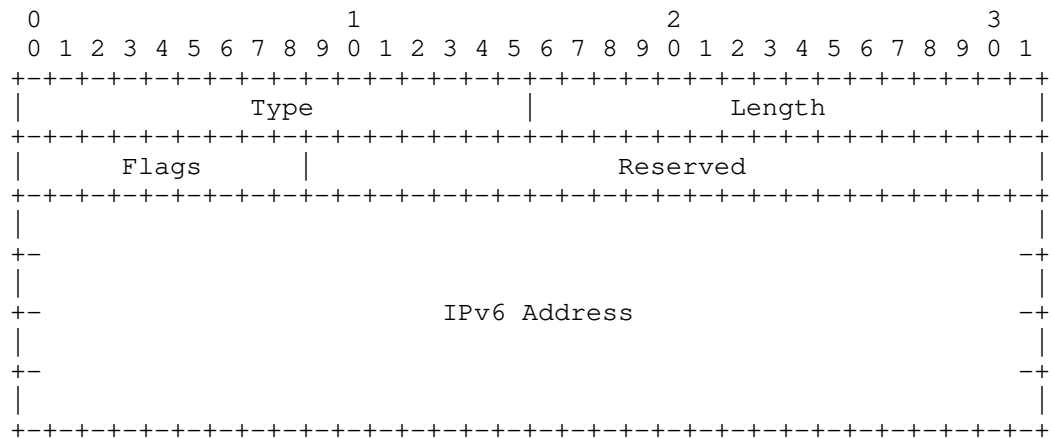 0                   1                   2                   3
 0 1 2 3 4 5 6 7 8 9 0 1 2 3 4 5 6 7 8 9 0 1 2 3 4 5 6 7 8 9 0 1
+-+-+-+-+-+-+-+-+-+-+-+-+-+-+-+-+-+-+-+-+-+-+-+-+-+-+-+-+-+-+-+-+
|              Type             |            Length             |
+-+-+-+-+-+-+-+-+-+-+-+-+-+-+-+-+-+-+-+-+-+-+-+-+-+-+-+-+-+-+-+-+
|      Flags      |                   Reserved                  |
+-+-+-+-+-+-+-+-+-+-+-+-+-+-+-+-+-+-+-+-+-+-+-+-+-+-+-+-+-+-+-+-+
|                                                               |
+-                                                             -+
|                                                               |
+-                         IPv6 Address                        -+
|                                                               |
+-                                                             -+
|                                                               |
+-+-+-+-+-+-+-+-+-+-+-+-+-+-+-+-+-+-+-+-+-+-+-+-+-+-+-+-+-+-+-+-+